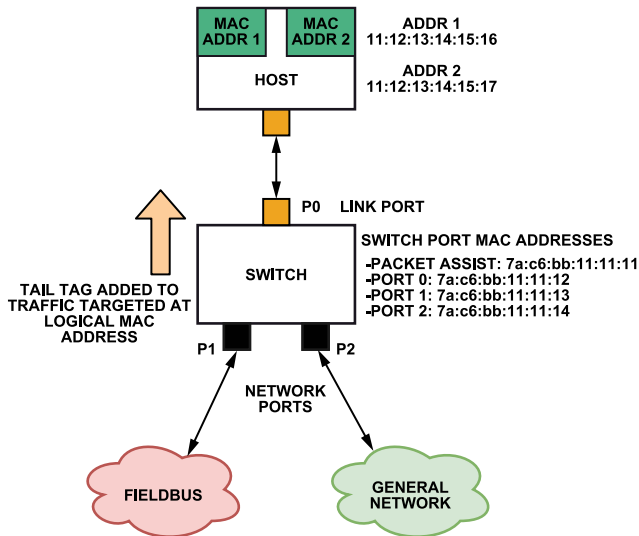 MAC
ADDR 1
MAC
ADDR 2
HOST
ADDR 1
11:12:13:14:15:16
ADDR 2
11:12:13:14:15:17
P0 LINK PORT
TAIL TAG ADDED TO
TRAFFIC TARGETED AT
LOGICAL MAC
ADDRESS
SWITCH
SWITCH PORT MAC ADDRESSES
-PACKET ASSIST: 7a:c6:bb:11:11:11
-PORT 0: 7a:c6:bb:11:11:12
-PORT 1: 7a:c6:bb:11:11:13
-PORT 2: 7a:c6:bb:11:11:14
P1
P2
NETWORK
PORTS
FIELDBUS
GENERAL
NETWORK